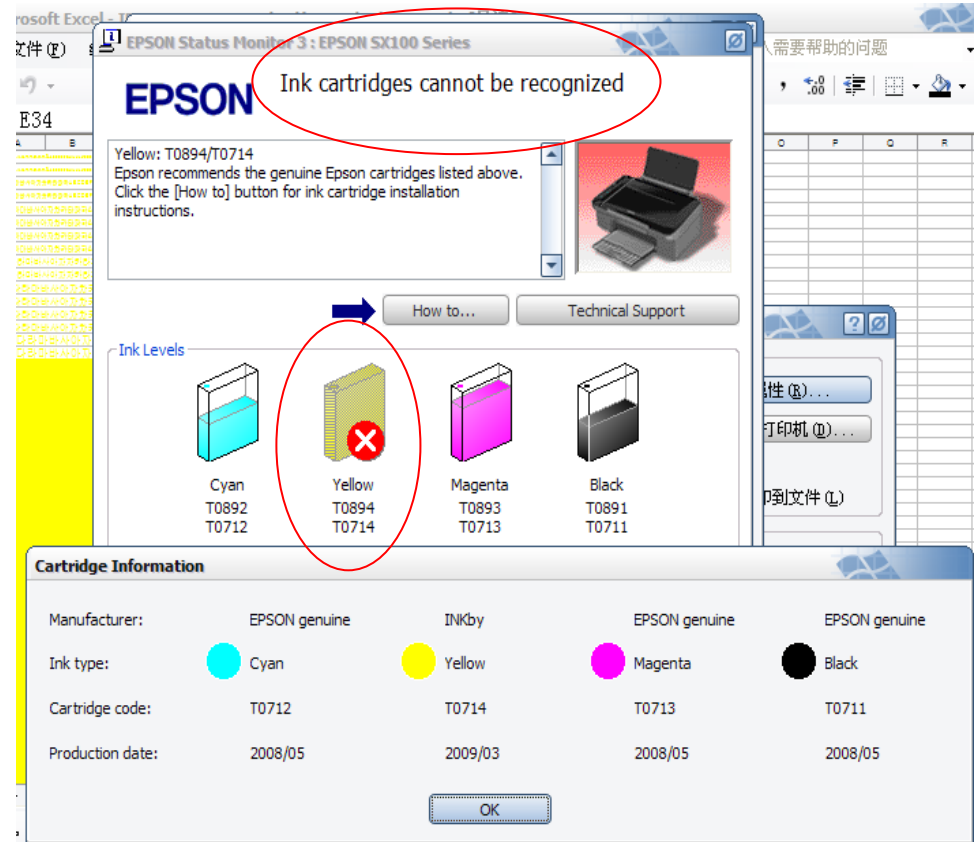 rosoft Excel
EPSON Status Monitor 3 : EPSON SX100 Series
文件(F)
需要帮助的问题
E34
EPSON
Ink cartridges cannot be recognized
B O P Q R
Yellow: T0894/T0714
Epson recommends the genuine Epson cartridges listed above.
Click the [How to] button for ink cartridge installation
instructions.
How to...
Technical Support
Ink Levels
性(R)...
打印机(D)...
印到文件(L)
Cyan Yellow Magenta Black
T0892 T0894 T0893 T0891
T0712 T0714 T0713 T0711
Cartridge Information
Manufacturer: EPSON genuine INKby EPSON genuine EPSON genuine
Ink type: Cyan Yellow Magenta Black
Cartridge code: T0712 T0714 T0713 T0711
Production date: 2008/05 2009/03 2008/05 2008/05
OK